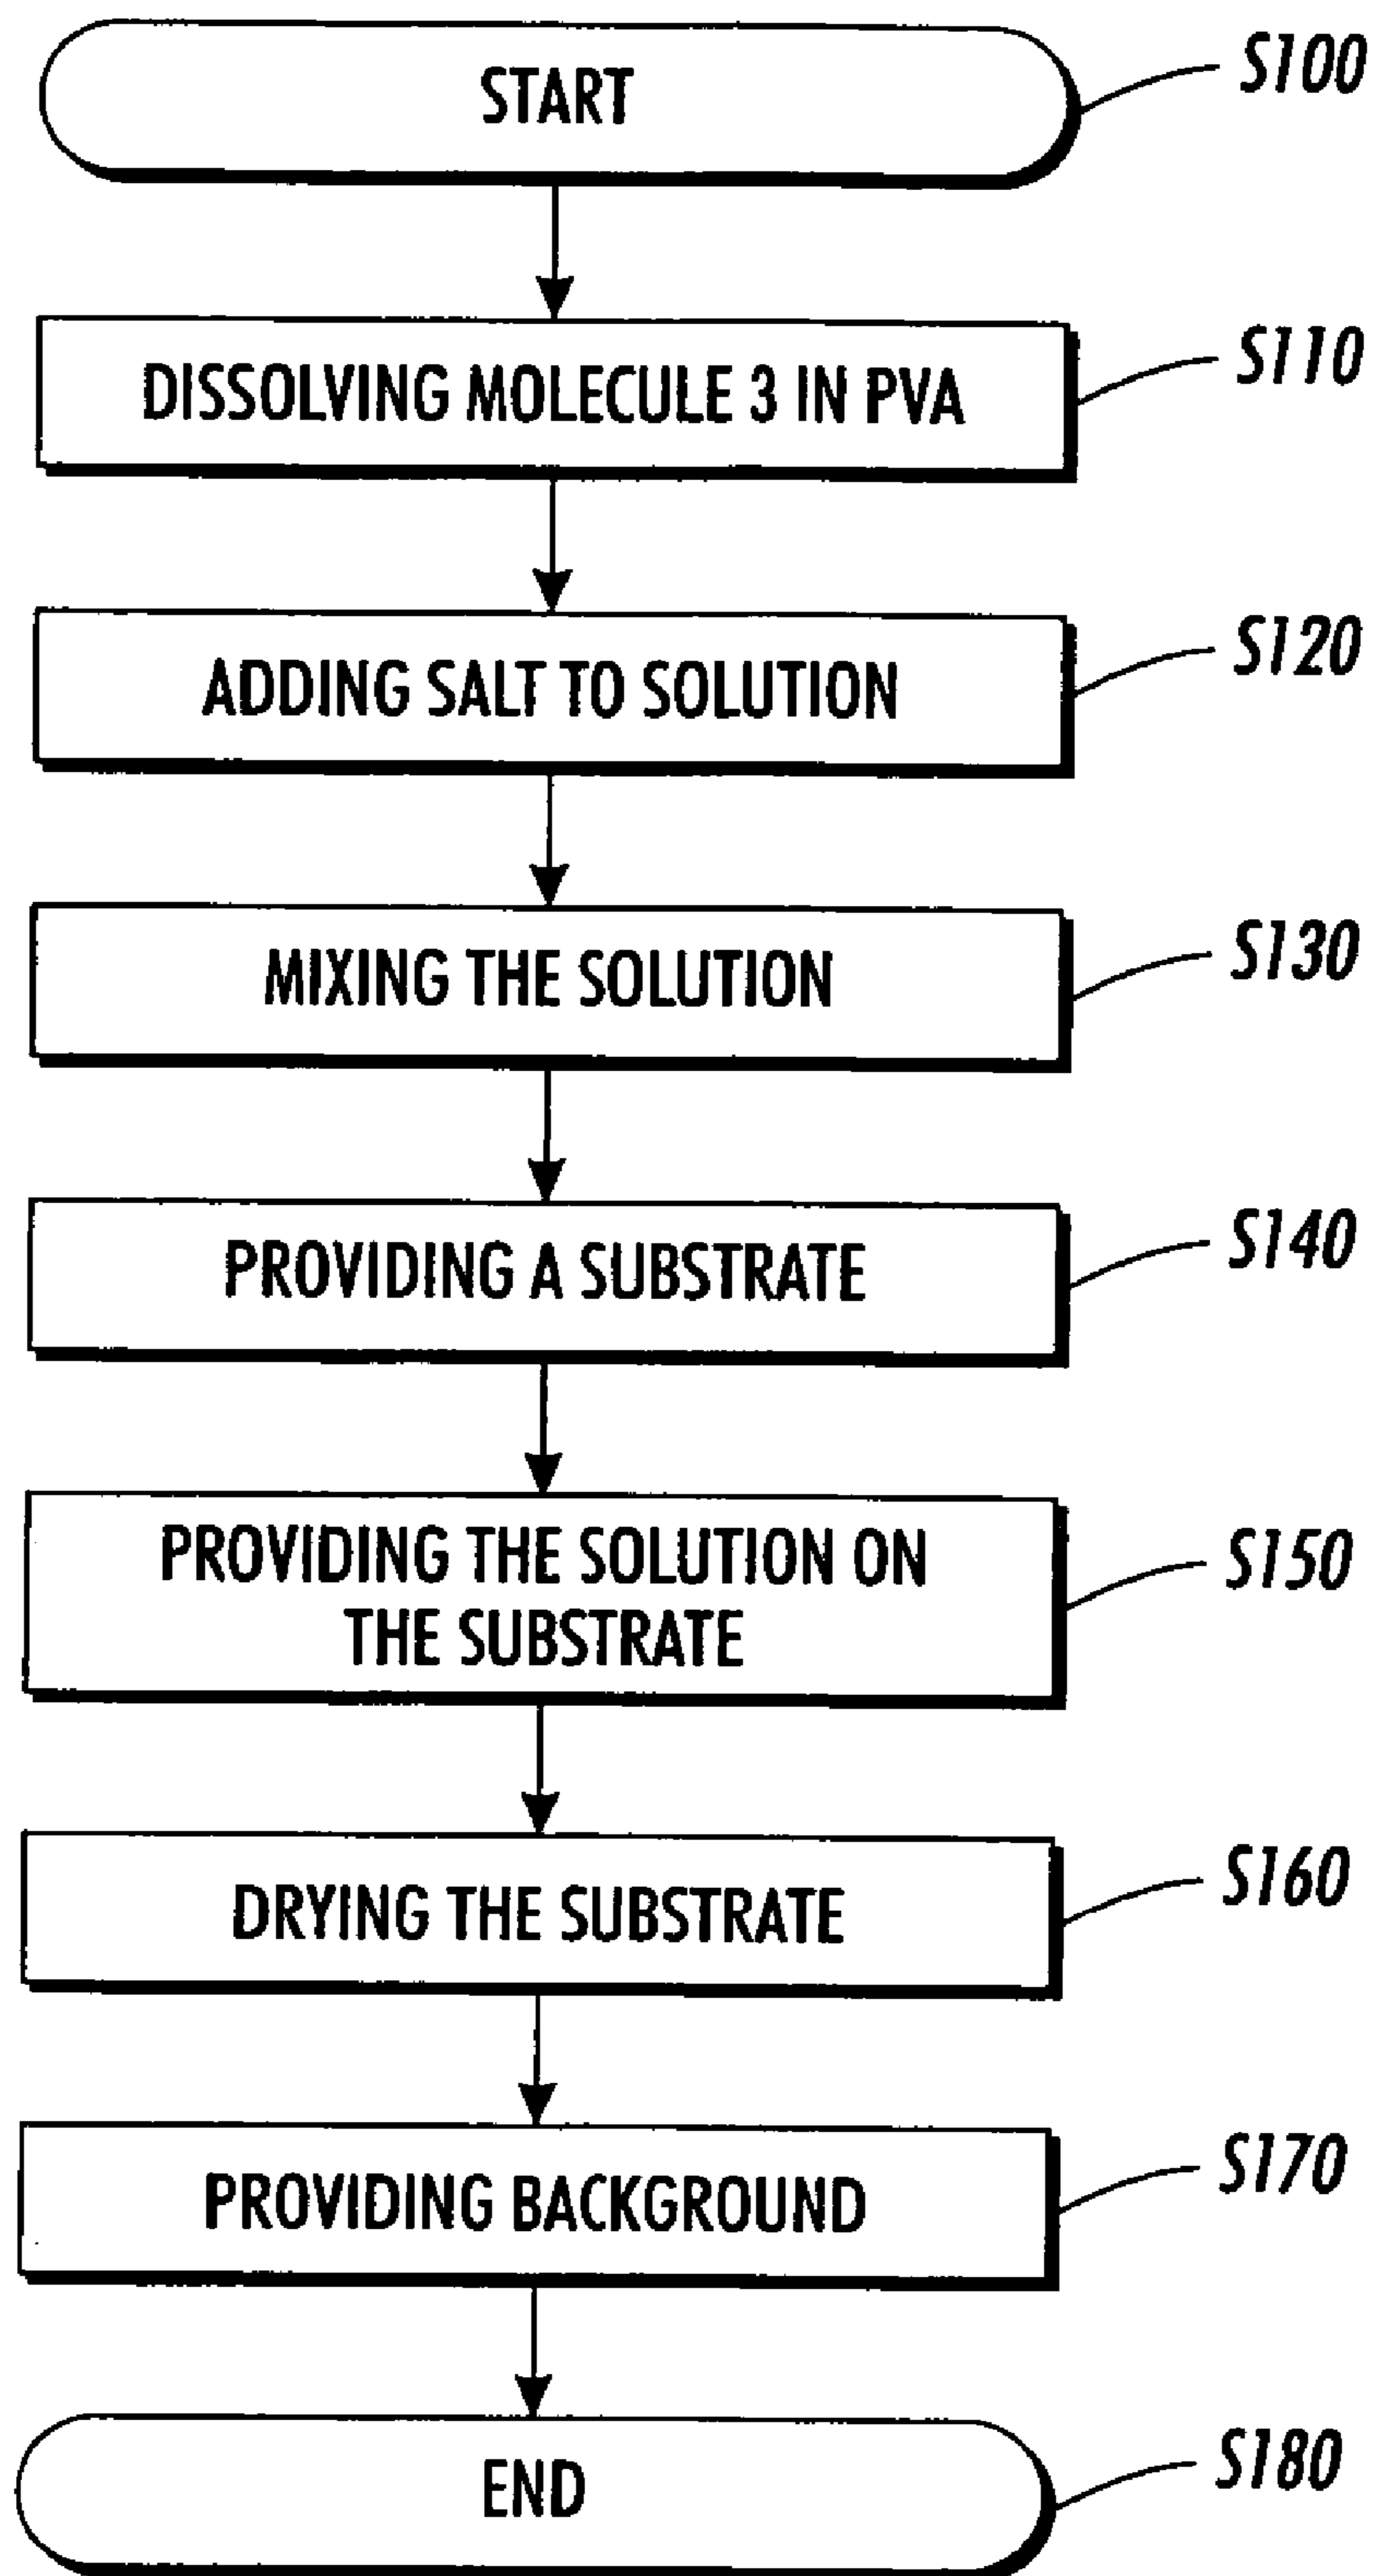 START
S100
DISSOLVING MOLECULE 3 IN PVA
S110
ADDING SALT TO SOLUTION
S120
MIXING THE SOLUTION
S130
PROVIDING A SUBSTRATE
S140
PROVIDING THE SOLUTION ON
THE SUBSTRATE
S150
DRYING THE SUBSTRATE
S160
PROVIDING BACKGROUND
S170
END
S180